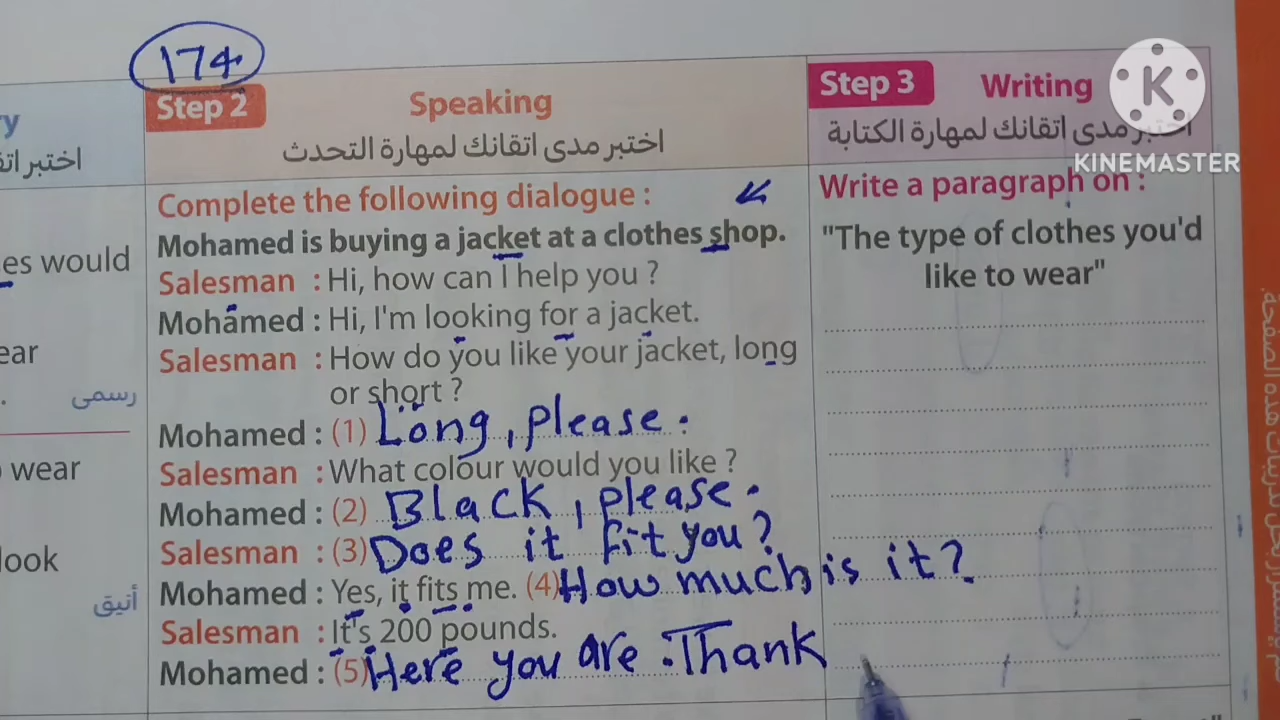 174
Step 2 Speaking
اختبر مدى اتقانك لمهارة التحدث
Complete the following dialogue :
Mohamed is buying a jacket at a clothes shop.
Salesman : Hi, how can I help you ?
Mohamed : Hi, I'm looking for a jacket.
Salesman : How do you like your jacket, long
or short ?
Mohamed : (1) Long, please.
Salesman : What colour would you like ?
Mohamed : (2) Black, please.
Salesman : (3) Does it fit you?
Mohamed : Yes, it fits me. (4) How much is it?
Salesman : It's 200 pounds.
Mohamed : (5) Here you are. Thank
Step 3 Writing
اختبر مدى اتقانك لمهارة الكتابة
Write a paragraph on :
"The type of clothes you'd
like to wear"
K
KINEMASTER
y
اختبر
es would
ear
رسمى
wear
look
أنيق